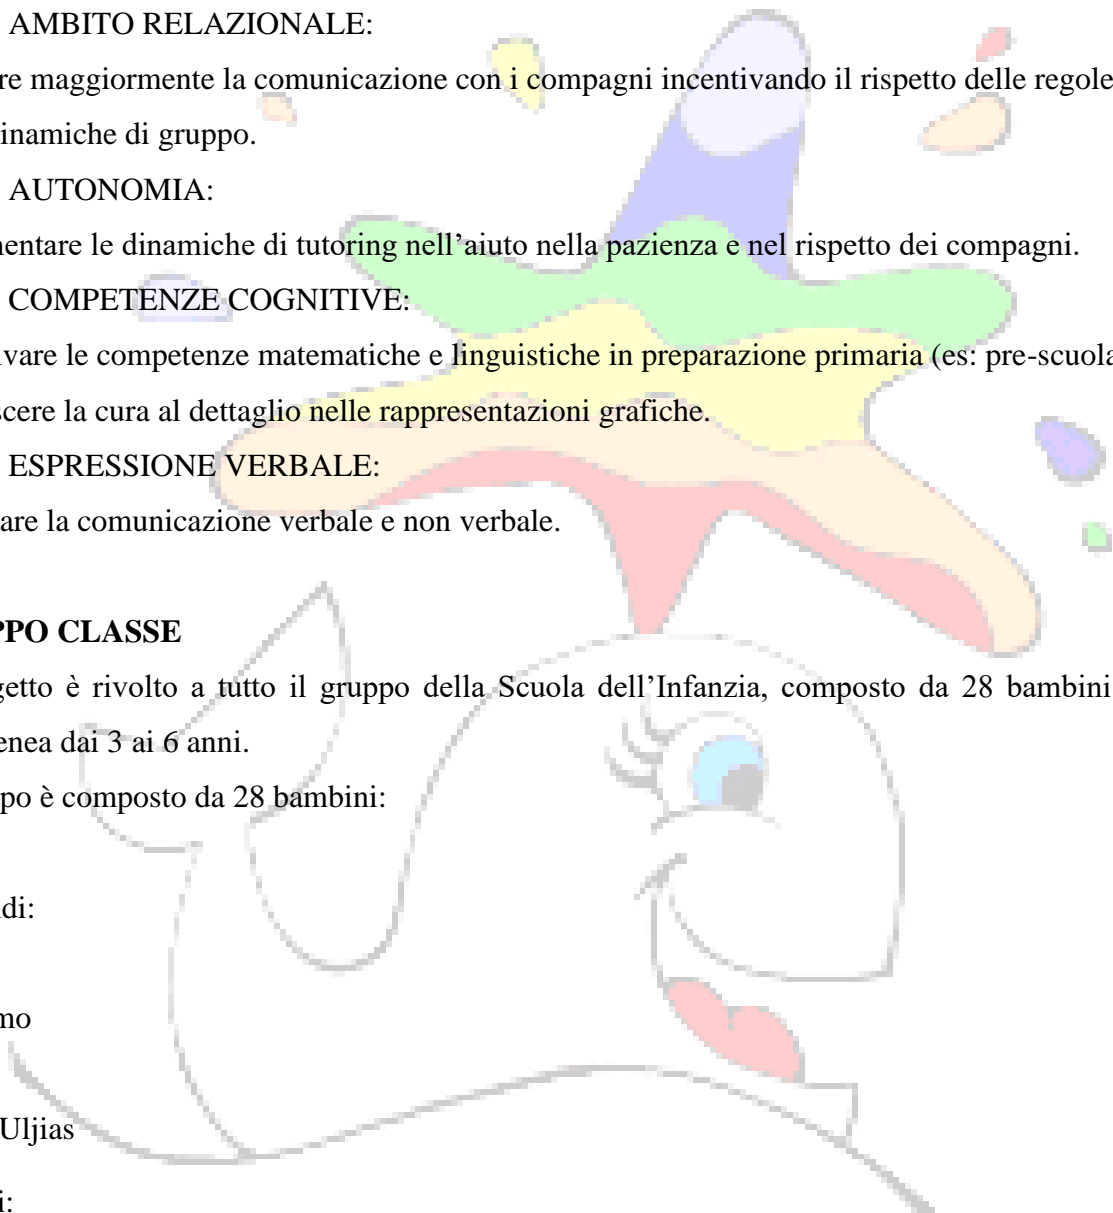 AMBITO RELAZIONALE:
re maggiormente la comunicazione con i compagni incentivando il rispetto delle regole
inamiche di gruppo.
AUTONOMIA:
nentare le dinamiche di tutoring nell’aiuto nella pazienza e nel rispetto dei compagni.
COMPETENZE COGNITIVE:
ivare le competenze matematiche e linguistiche in preparazione primaria (es: pre-scuola
scere la cura al dettaglio nelle rappresentazioni grafiche.
ESPRESSIONE VERBALE:
are la comunicazione verbale e non verbale.
PPO CLASSE
getto è rivolto a tutto il gruppo della Scuola dell’Infanzia, composto da 28 bambini
enea dai 3 ai 6 anni.
po è composto da 28 bambini:
di:
mo
Uljias
i: